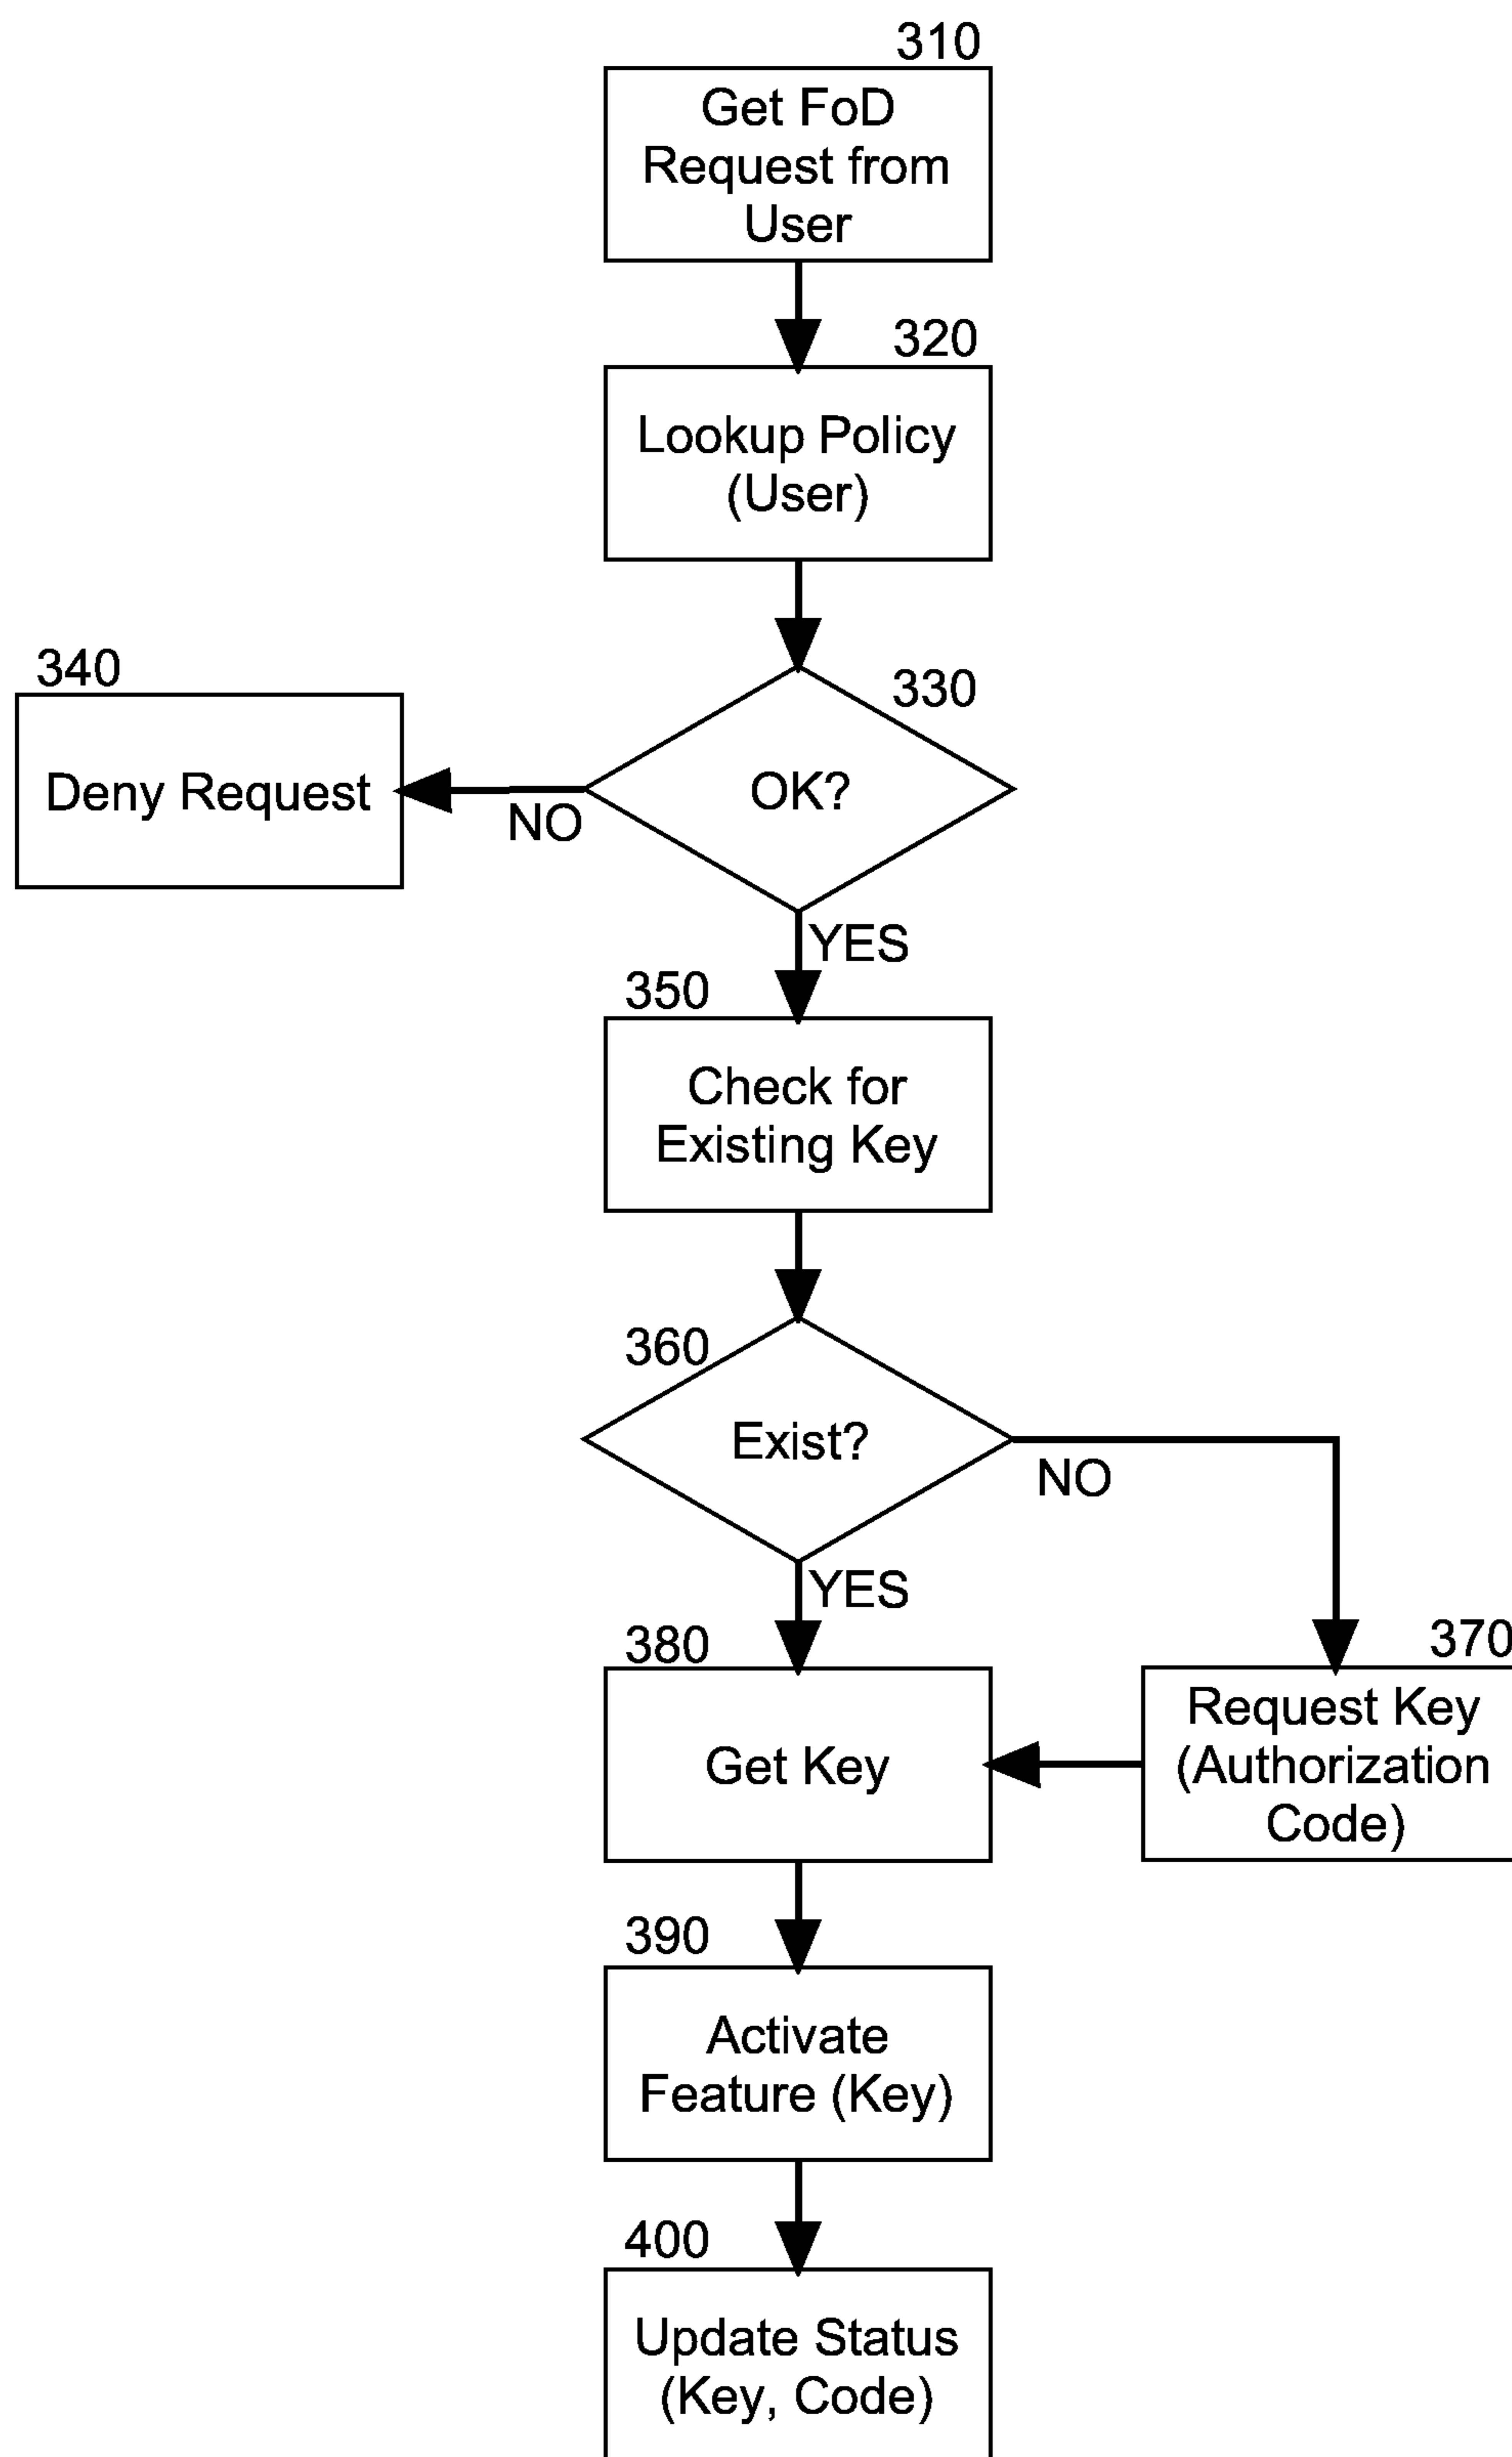 310
Get FoD
Request from
User
320
Lookup Policy
(User)
330
OK?
NO
340
Deny Request
YES
350
Check for
Existing Key
360
Exist?
NO
YES
370
Request Key
(Authorization
Code)
380
Get Key
390
Activate
Feature (Key)
400
Update Status
(Key, Code)